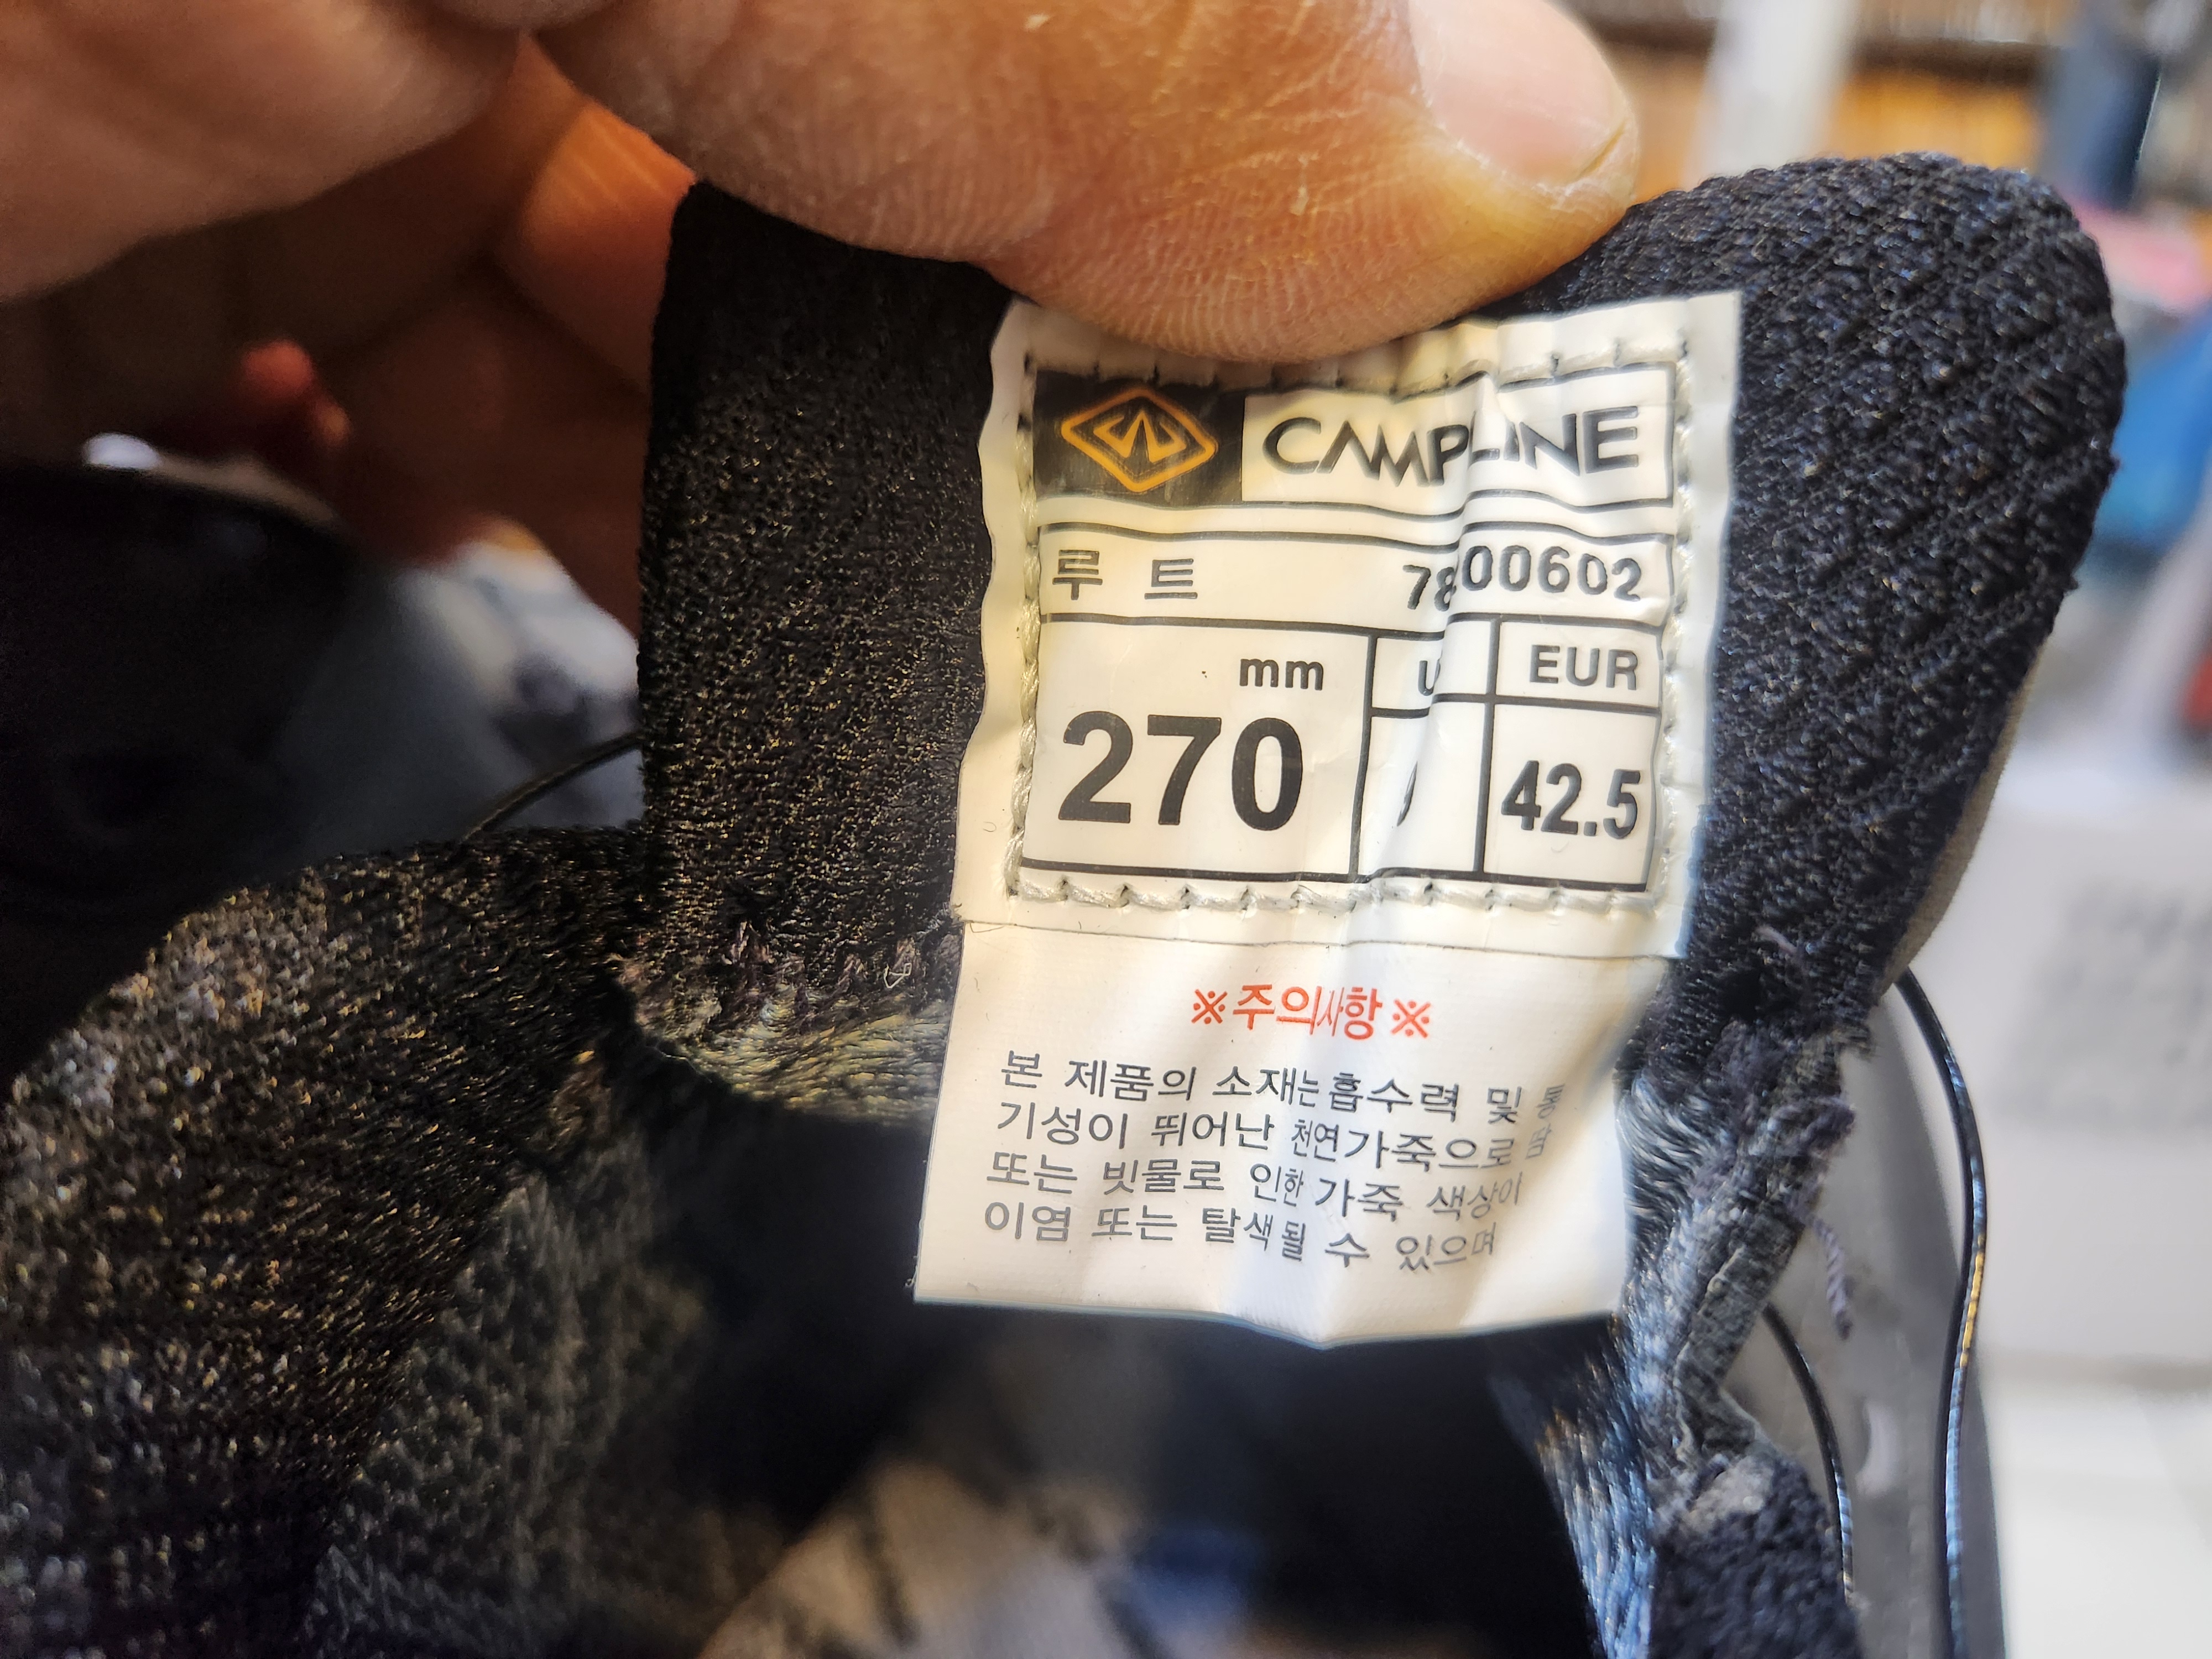 CAMPLINE
루 트
mm EUR
270 42.5
※주의사항※
본 제품의 소재는 흡수력 및
기성이 뛰어난 천연가죽으로
또는 빗물로 인한 가죽 색상이
이염 또는 탈색될 수 있으며